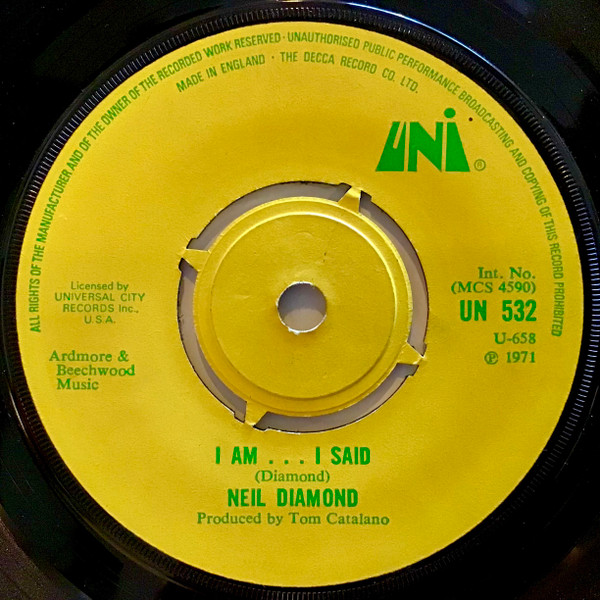 ALL RIGHTS OF THE MANUFACTURER AND OF THE OWNER OF THE RECORDED WORK RESERVED · UNAUTHORISED PUBLIC PERFORMANCE BROADCASTING AND COPYING OF THIS RECORD PROHIBITED
MADE IN ENGLAND · THE DECCA RECORD CO. LTD.
UNi ®
Int. No.
(MCS 4590)
UN 532
U-658
℗ 1971
Licensed by
UNIVERSAL CITY
RECORDS Inc.,
U.S.A.
Ardmore &
Beechwood
Music
I AM . . . I SAID
(Diamond)
NEIL DIAMOND
Produced by Tom Catalano